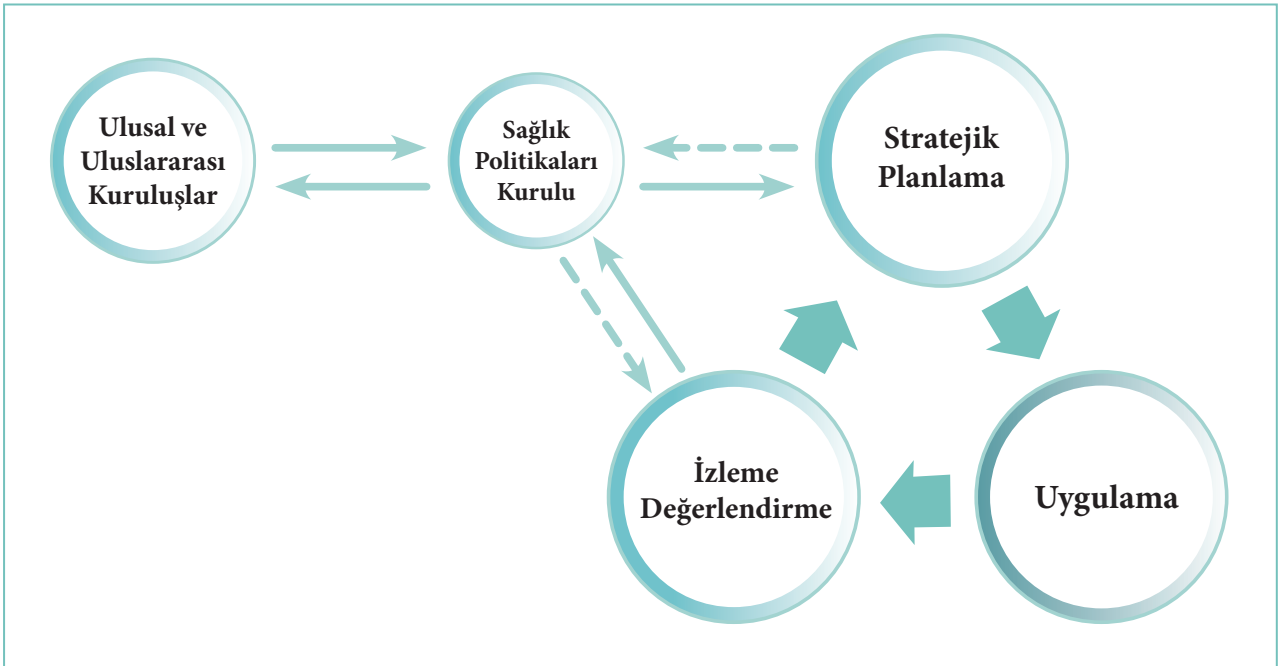 Ulusal ve
Uluslararası
Kuruluşlar
Sağlık
Politikaları
Kurulu
Stratejik
Planlama
İzleme
Değerlendirme
Uygulama